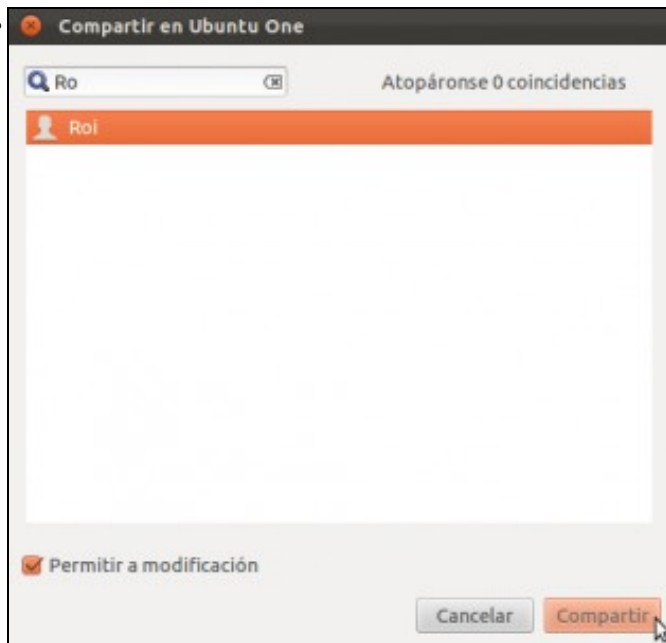 Compartir en Ubuntu One
Ro Atopáronse 0 coincidencias
Roi
Permitir a modificación
Cancelar Compartir